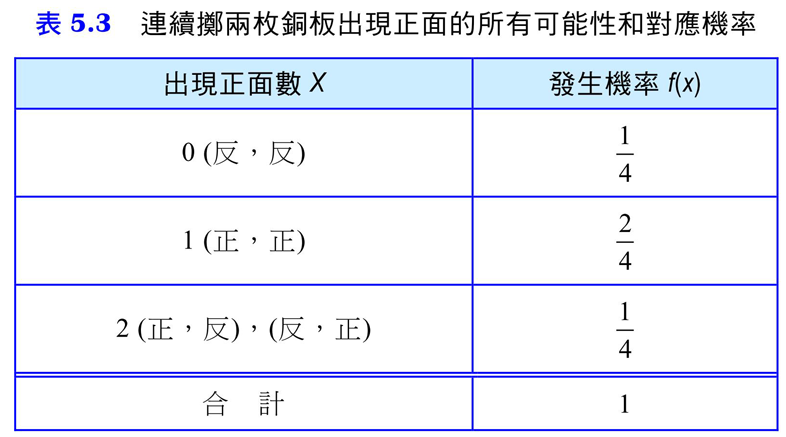 表 5.3 連續擲兩枚銅板出現正面的所有可能性和對應機率
出現正面數 X 發生機率 f(x)
0 (反，反) 1/4
1 (正，正) 2/4
2 (正，反)，(反，正) 1/4
合 計 1